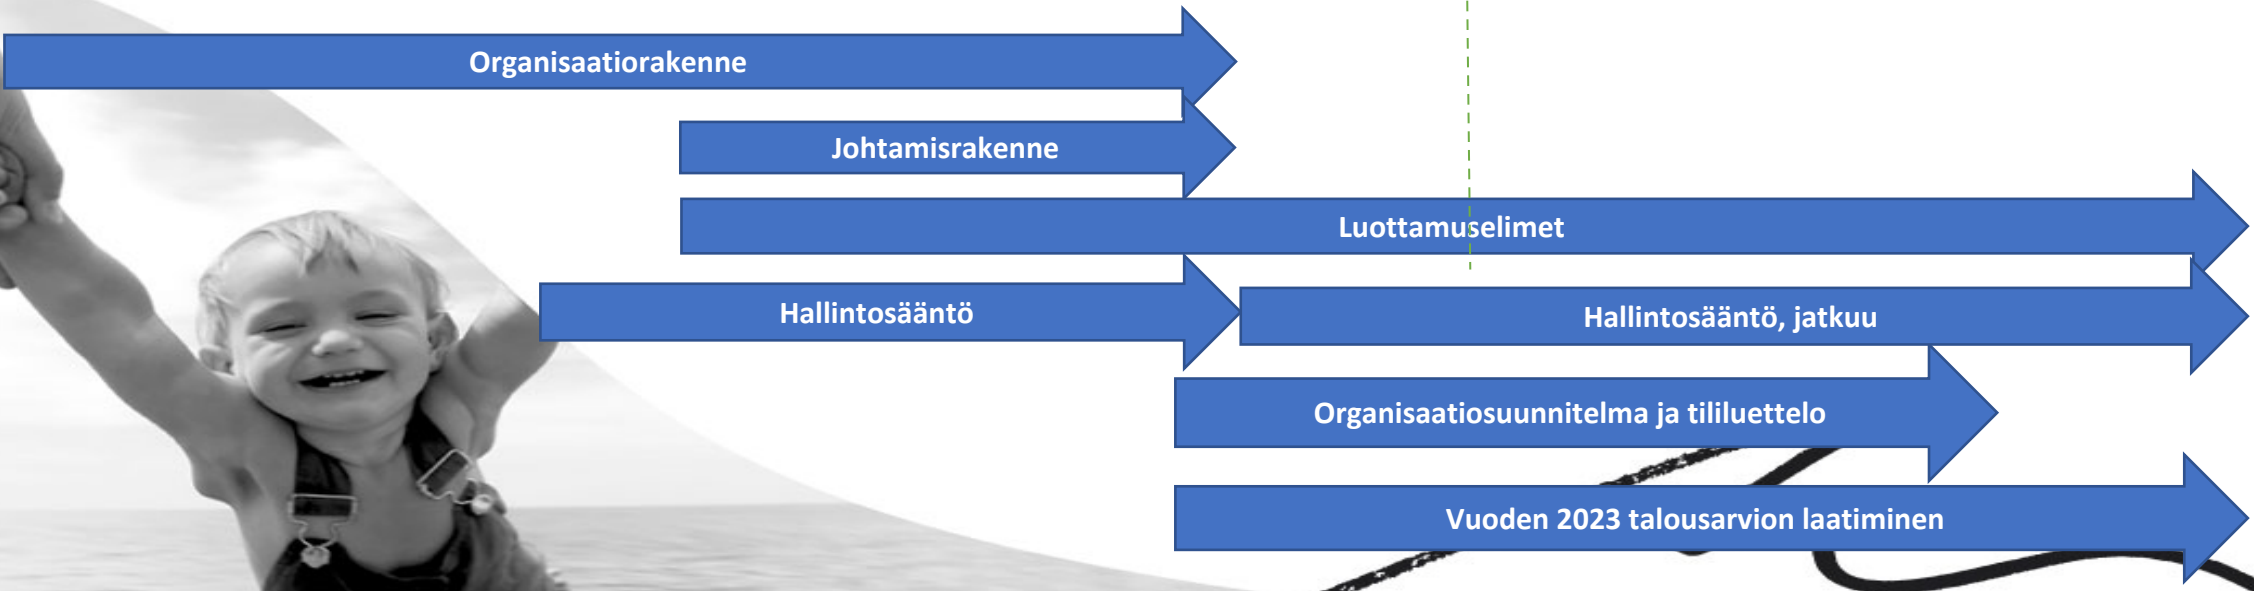 Organisaatiorakenne
Johtamisrakenne
Luottamuselimet
Hallintosääntö
Hallintosääntö, jatkuu
Organisaatiosuunnitelma ja tililuettelo
Vuoden 2023 talousarvion laatiminen